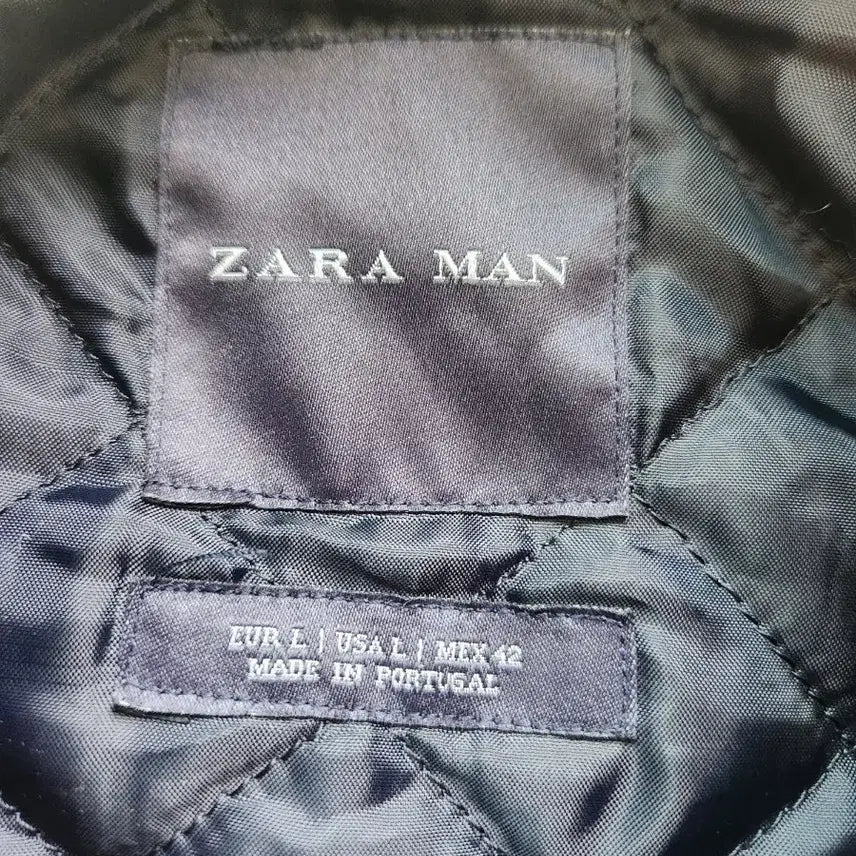 ZARA MAN
EUR L | USA L | MEX 42
MADE IN PORTUGAL